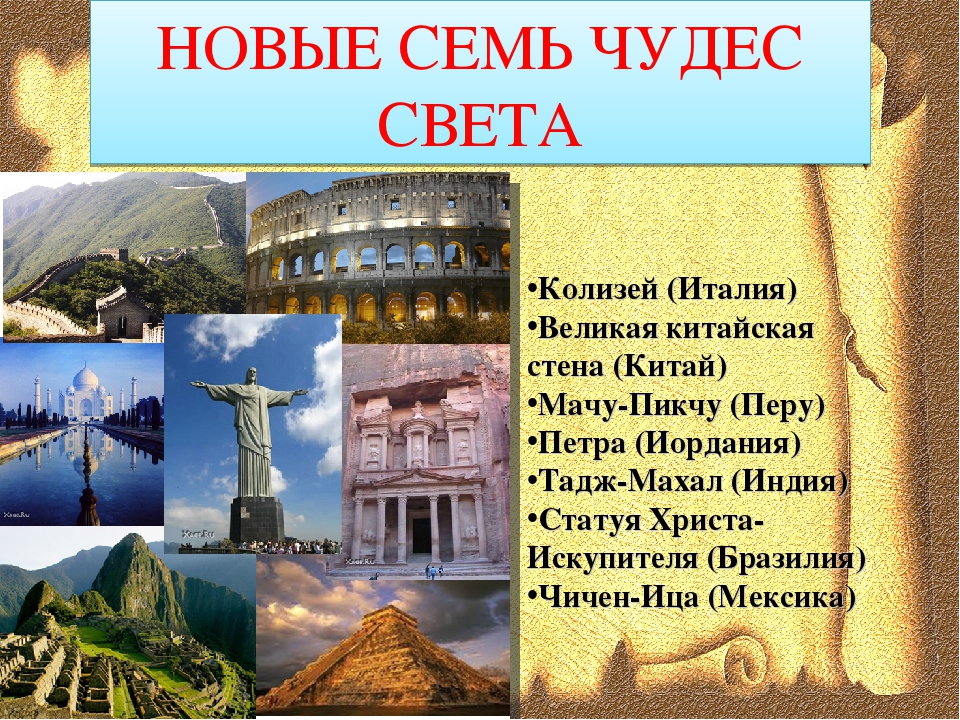 НОВЫЕ СЕМЬ ЧУДЕС
СВЕТА
•Колизей (Италия)
•Великая китайская
стена (Китай)
•Мачу-Пикчу (Перу)
•Петра (Иордания)
•Тадж-Махал (Индия)
•Статуя Христа-
Искупителя (Бразилия)
•Чичен-Ица (Мексика)